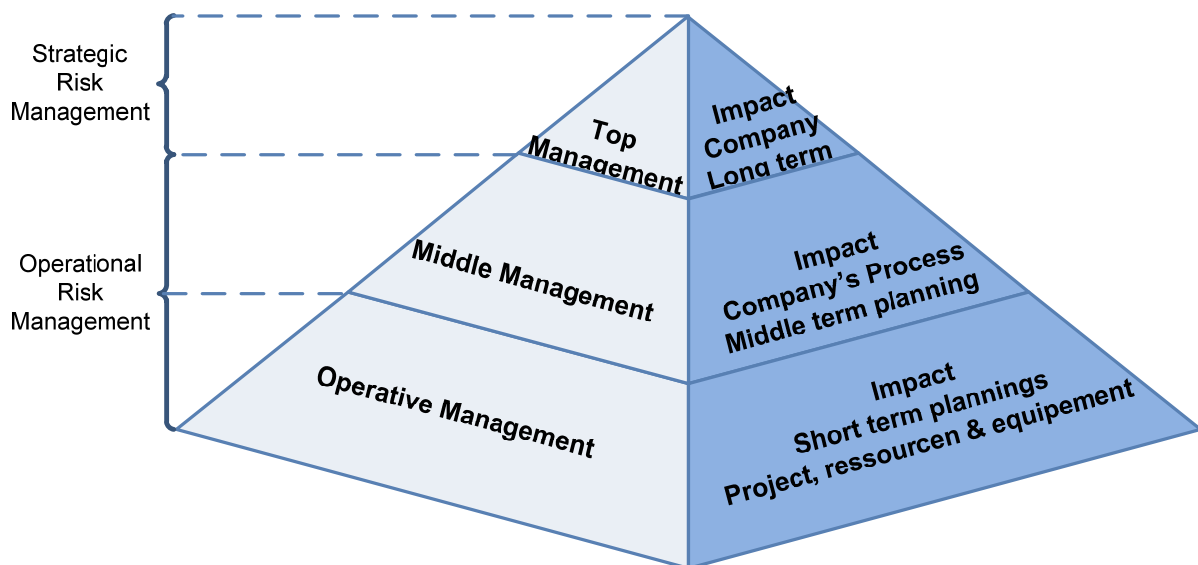 Strategic
Risk
Management
Operational
Risk
Management
Top
Management
Impact
Company
Long term
Middle Management
Impact
Company's Process
Middle term planning
Operative Management
Impact
Short term plannings
Project, ressourcen & equipement